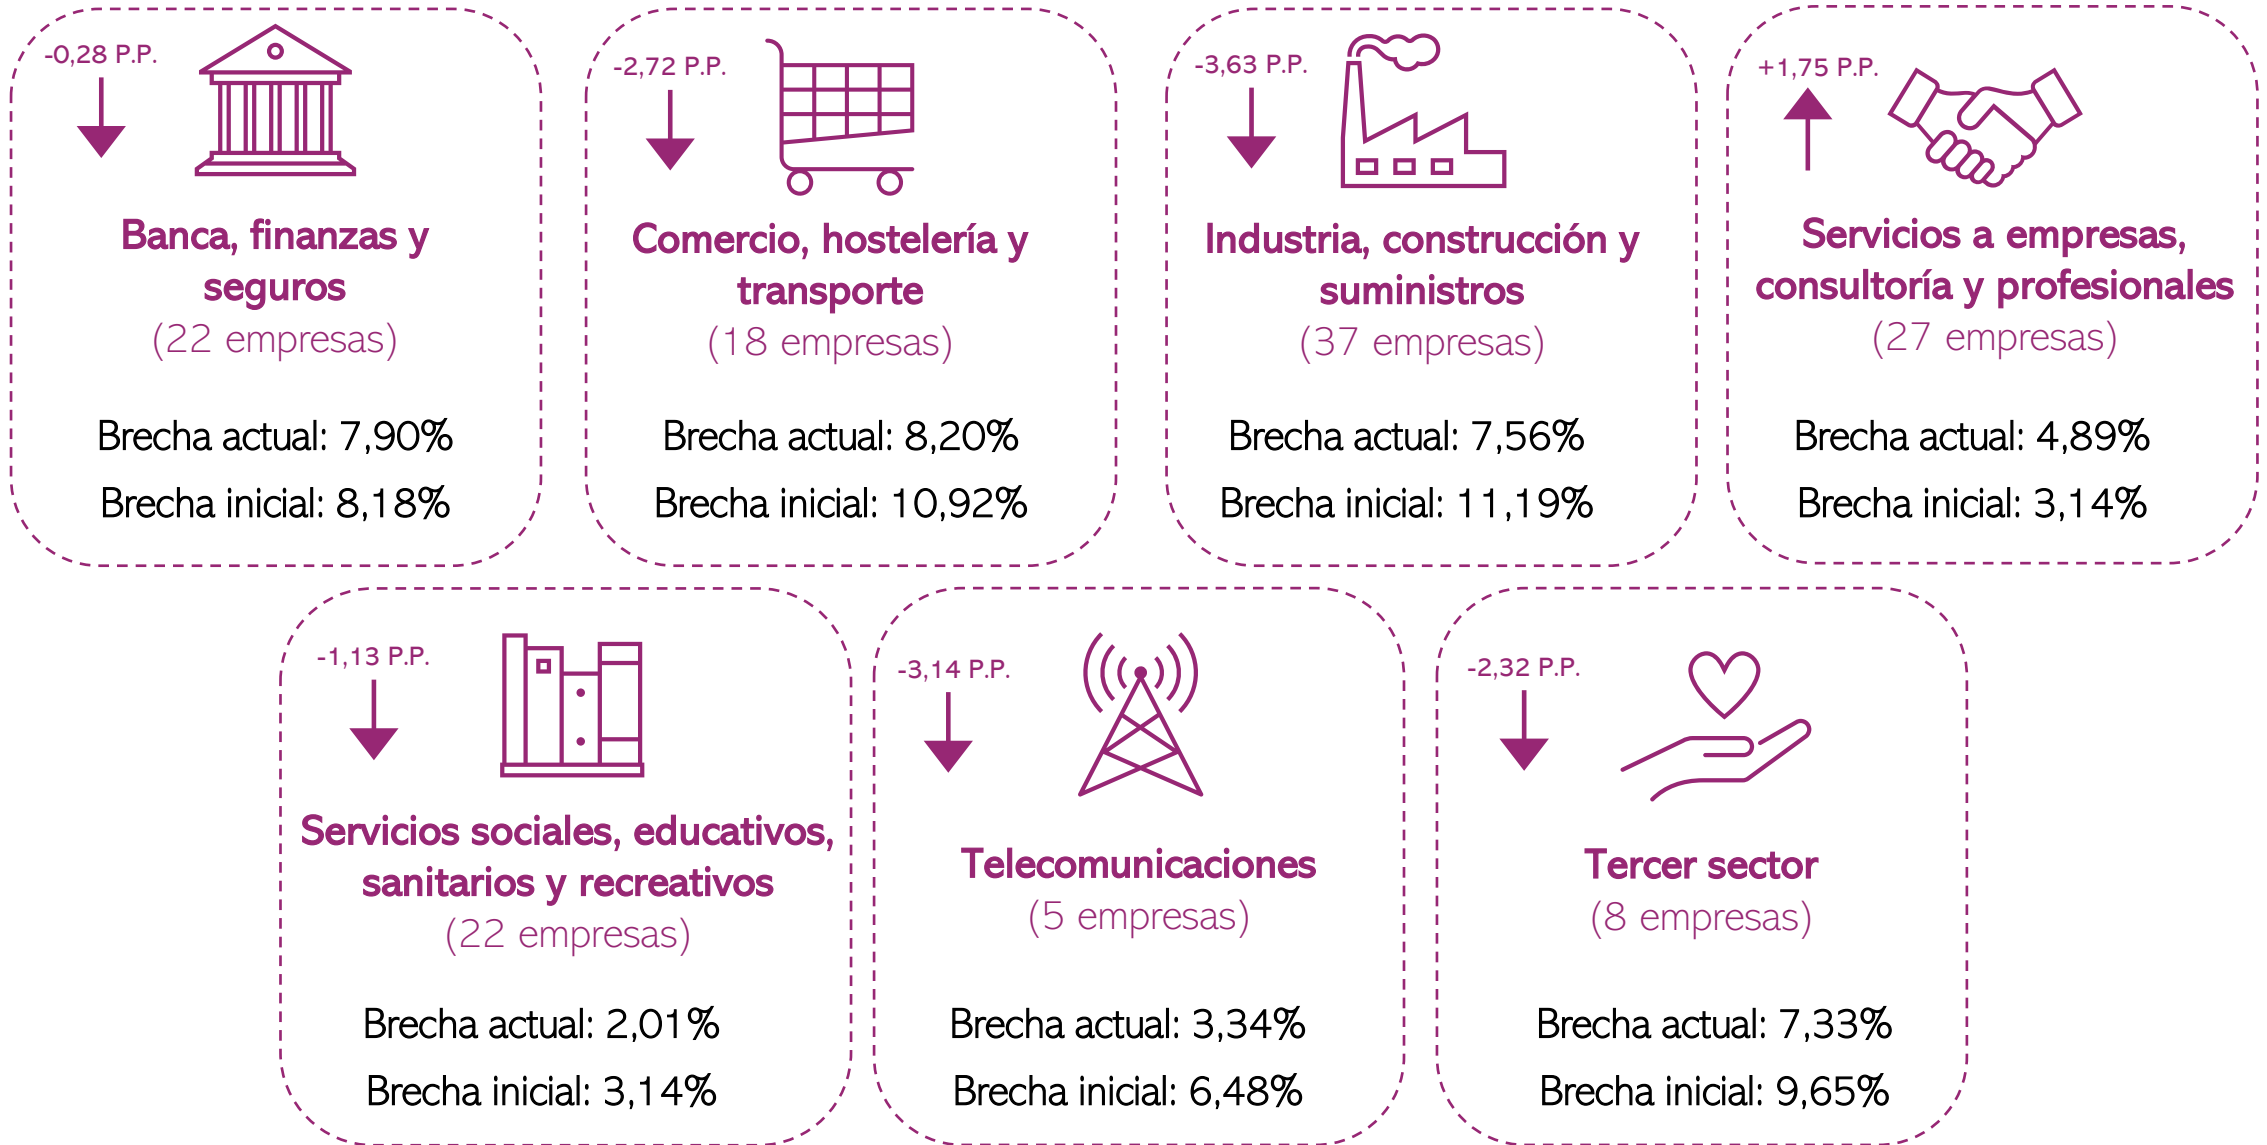 -0,28 P.P.
Banca, finanzas y
seguros
(22 empresas)
Brecha actual: 7,90%
Brecha inicial: 8,18%
-2,72 P.P.
Comercio, hostelería y
transporte
(18 empresas)
Brecha actual: 8,20%
Brecha inicial: 10,92%
-3,63 P.P.
Industria, construcción y
suministros
(37 empresas)
Brecha actual: 7,56%
Brecha inicial: 11,19%
+1,75 P.P.
Servicios a empresas,
consultoría y profesionales
(27 empresas)
Brecha actual: 4,89%
Brecha inicial: 3,14%
-1,13 P.P.
Servicios sociales, educativos,
sanitarios y recreativos
(22 empresas)
Brecha actual: 2,01%
Brecha inicial: 3,14%
-3,14 P.P.
Telecomunicaciones
(5 empresas)
Brecha actual: 3,34%
Brecha inicial: 6,48%
-2,32 P.P.
Tercer sector
(8 empresas)
Brecha actual: 7,33%
Brecha inicial: 9,65%